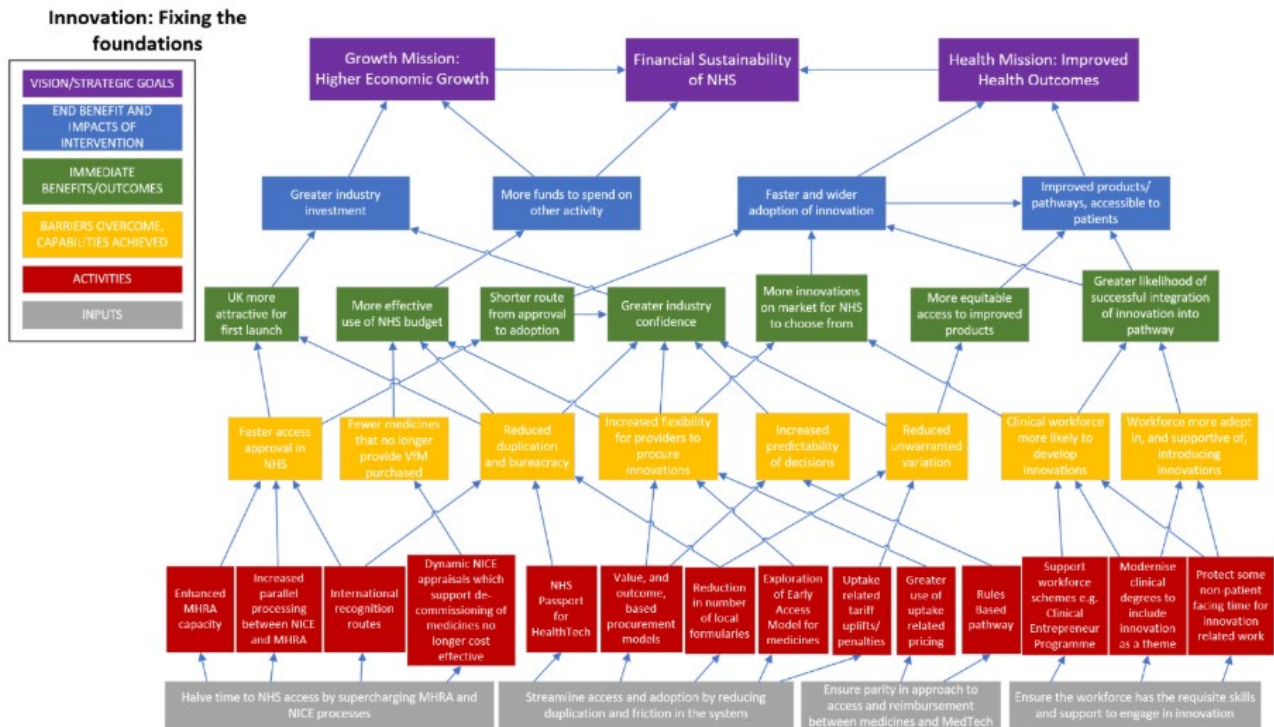 Innovation: Fixing the
foundations
VISION/STRATEGIC GOALS
END BENEFIT AND
IMPACTS OF
INTERVENTION
IMMEDIATE
BENEFITS/OUTCOMES
BARRIERS OVERCOME,
CAPABILITIES ACHIEVED
ACTIVITIES
INPUTS
Growth Mission:
Higher Economic Growth
Financial Sustainability
of NHS
Health Mission: Improved
Health Outcomes
Greater industry
investment
More funds to spend on
other activity
Faster and wider
adoption of innovation
Improved products/
pathways, accessible to
patients
UK more
attractive for
first launch
More effective
use of NHS budget
Shorter route
from approval
to adoption
Greater industry
confidence
More innovations
on market for NHS
to choose from
More equitable
access to improved
products
Greater likelihood of
successful integration
of innovation into
pathway
Faster access
approval in
NHS
Fewer medicines
that no longer
provide VfM
purchased
Reduced
duplication
and bureacracy
Increased flexibility
for providers to
procure
innovations
Increased
predictability
of decisions
Reduced
unwarranted
variation
Clinical workforce
more likely to
develop
innovations
Workforce more adept
in, and supportive of,
introducing
innovations
Enhanced
MHRA
capacity
Increased
parallel
processing
between NICE
and MHRA
International
recognition
routes
Dynamic NICE
appraisals which
support de-
commissioning of
medicines no
longer cost
effective
NHS
Passport
for
HealthTech
Value, and
outcome,
based
procurement
models
Reduction
in number
of local
formularies
Exploration
of Early
Access
Model for
medicines
Uptake
related
tariff
uplifts/
penalties
Greater
use of
uptake
related
pricing
Rules
Based
pathway
Support
workforce
schemes e.g.
Clinical
Entrepreneur
Programme
Modernise
clinical
degrees to
include
innovation
as a theme
Protect some
non-patient
facing time for
innovation
related work
Halve time to NHS access by supercharging MHRA and
NICE processes
Streamline access and adoption by reducing
duplication and friction in the system
Ensure parity in approach to
access and reimbursement
between medicines and MedTech
Ensure the workforce has the requisite skills
and support to engage in innovation